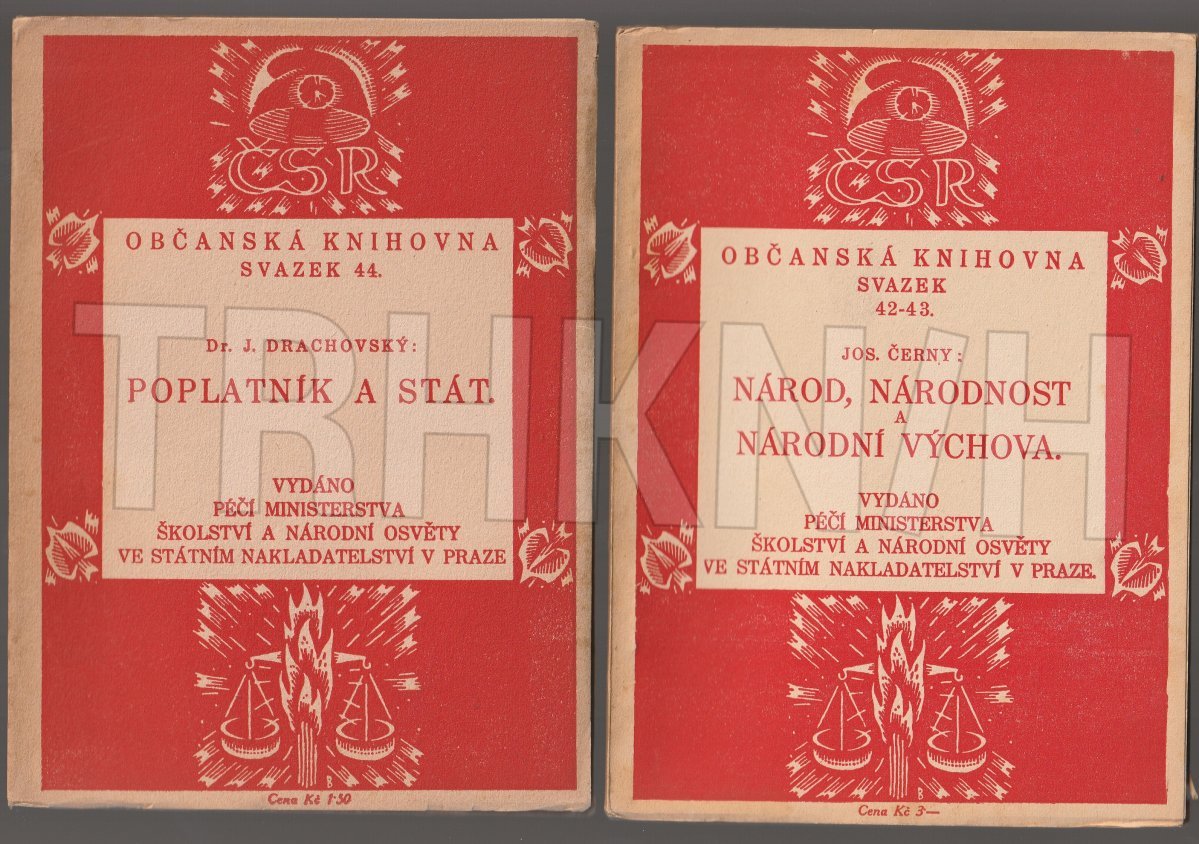 ČSR
OBČANSKÁ KNIHOVNA
SVAZEK 44.
Dr. J. DRACHOVSKÝ:
POPLATNÍK A STÁT.
VYDÁNO
PÉČÍ MINISTERSTVA
ŠKOLSTVÍ A NÁRODNÍ OSVĚTY
VE STÁTNÍM NAKLADATELSTVÍ V PRAZE
B
Cena Kč 1·50
ČSR
OBČANSKÁ KNIHOVNA
SVAZEK
42-43.
JOS. ČERNY:
NÁROD, NÁRODNOST
A
NÁRODNÍ VÝCHOVA.
VYDÁNO
PÉČÍ MINISTERSTVA
ŠKOLSTVÍ A NÁRODNÍ OSVĚTY
VE STÁTNÍM NAKLADATELSTVÍ V PRAZE.
B
Cena Kč 3·—
TRHKNIH